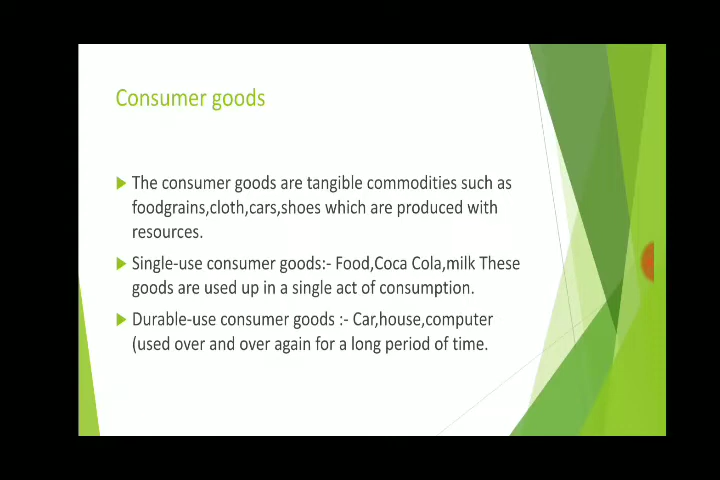 Consumer goods
The consumer goods are tangible commodities such as
foodgrains,cloth,cars,shoes which are produced with
resources.
Single-use consumer goods:- Food,Coca Cola,milk These
goods are used up in a single act of consumption.
Durable-use consumer goods :- Car,house,computer
(used over and over again for a long period of time.